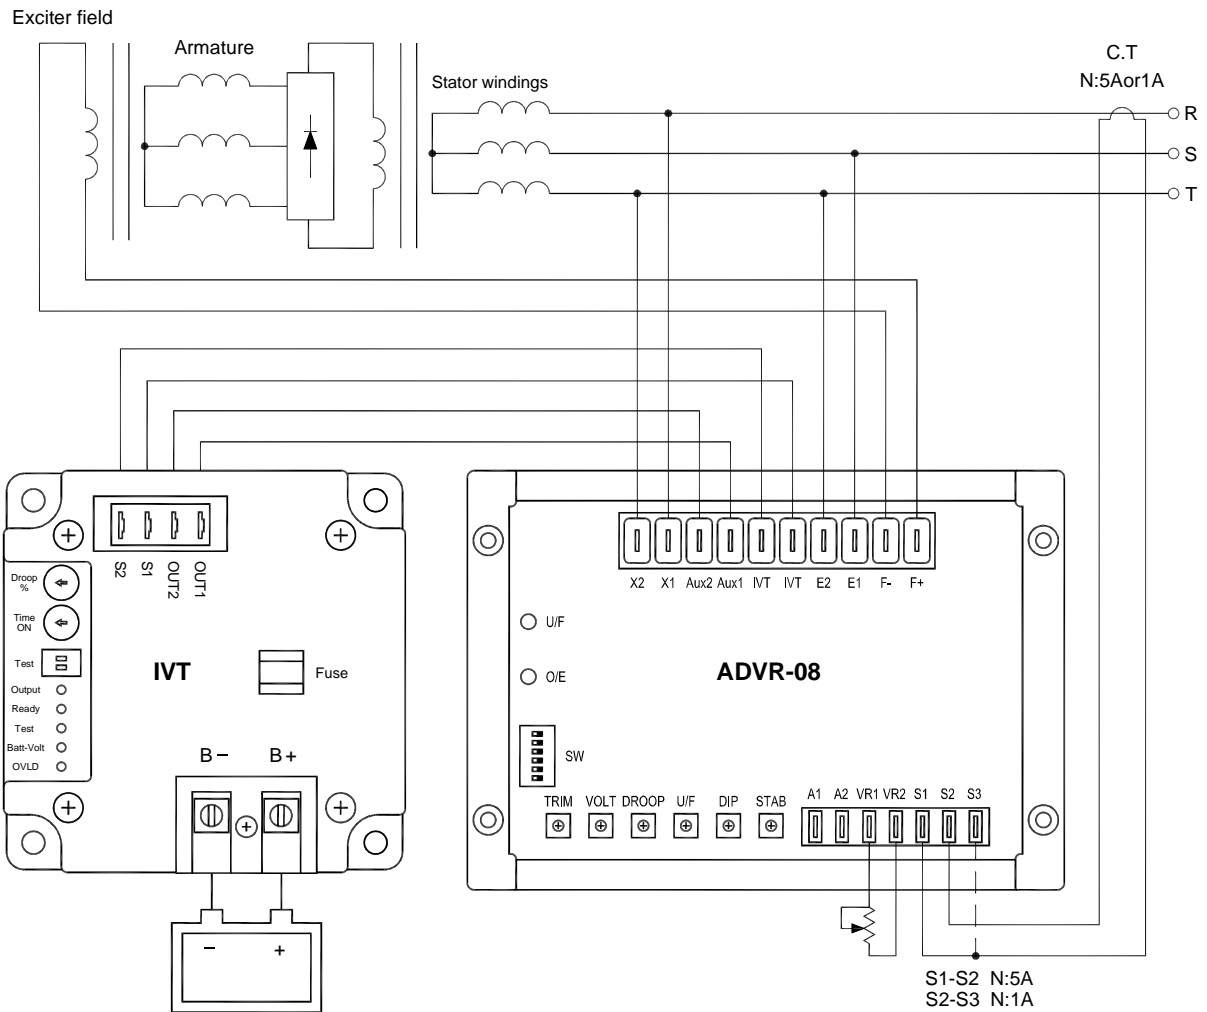 Exciter field
Armature
Stator windings
C.T
N:5Aor1A
R
S
T
S2
S1
OUT2
OUT1
Droop
%
Time
ON
Test
Output
Ready
Test
Batt-Volt
OVLD
IVT
Fuse
B− B+
− +
X2 X1 Aux2 Aux1 IVT IVT E2 E1 F- F+
U/F
O/E
ADVR-08
SW
TRIM VOLT DROOP U/F DIP STAB
A1 A2 VR1 VR2 S1 S2 S3
S1-S2 N:5A
S2-S3 N:1A